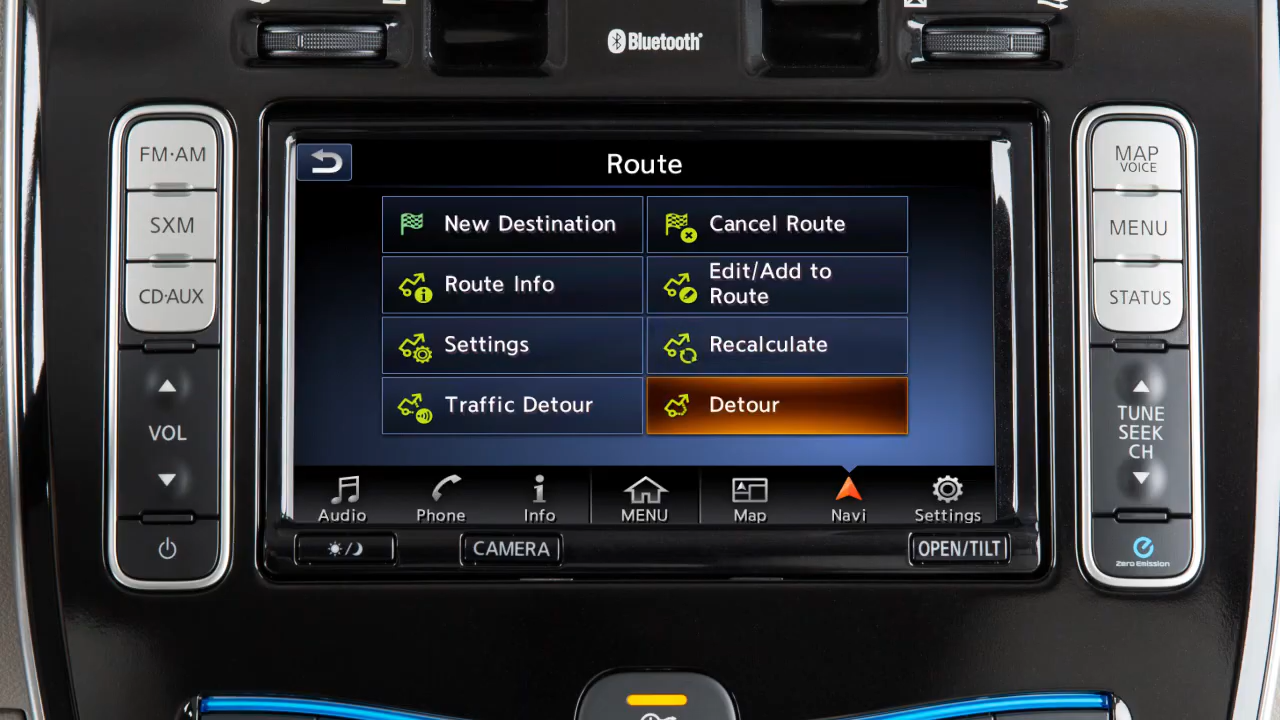 Bluetooth®
FM·AM
SXM
CD·AUX
VOL
Route
New Destination
Cancel Route
Route Info
Edit/Add to
Route
Settings
Recalculate
Traffic Detour
Detour
Audio
Phone
Info
MENU
Map
Navi
Settings
CAMERA
OPEN/TILT
MAP
VOICE
MENU
STATUS
TUNE
SEEK
CH
Zero Emission